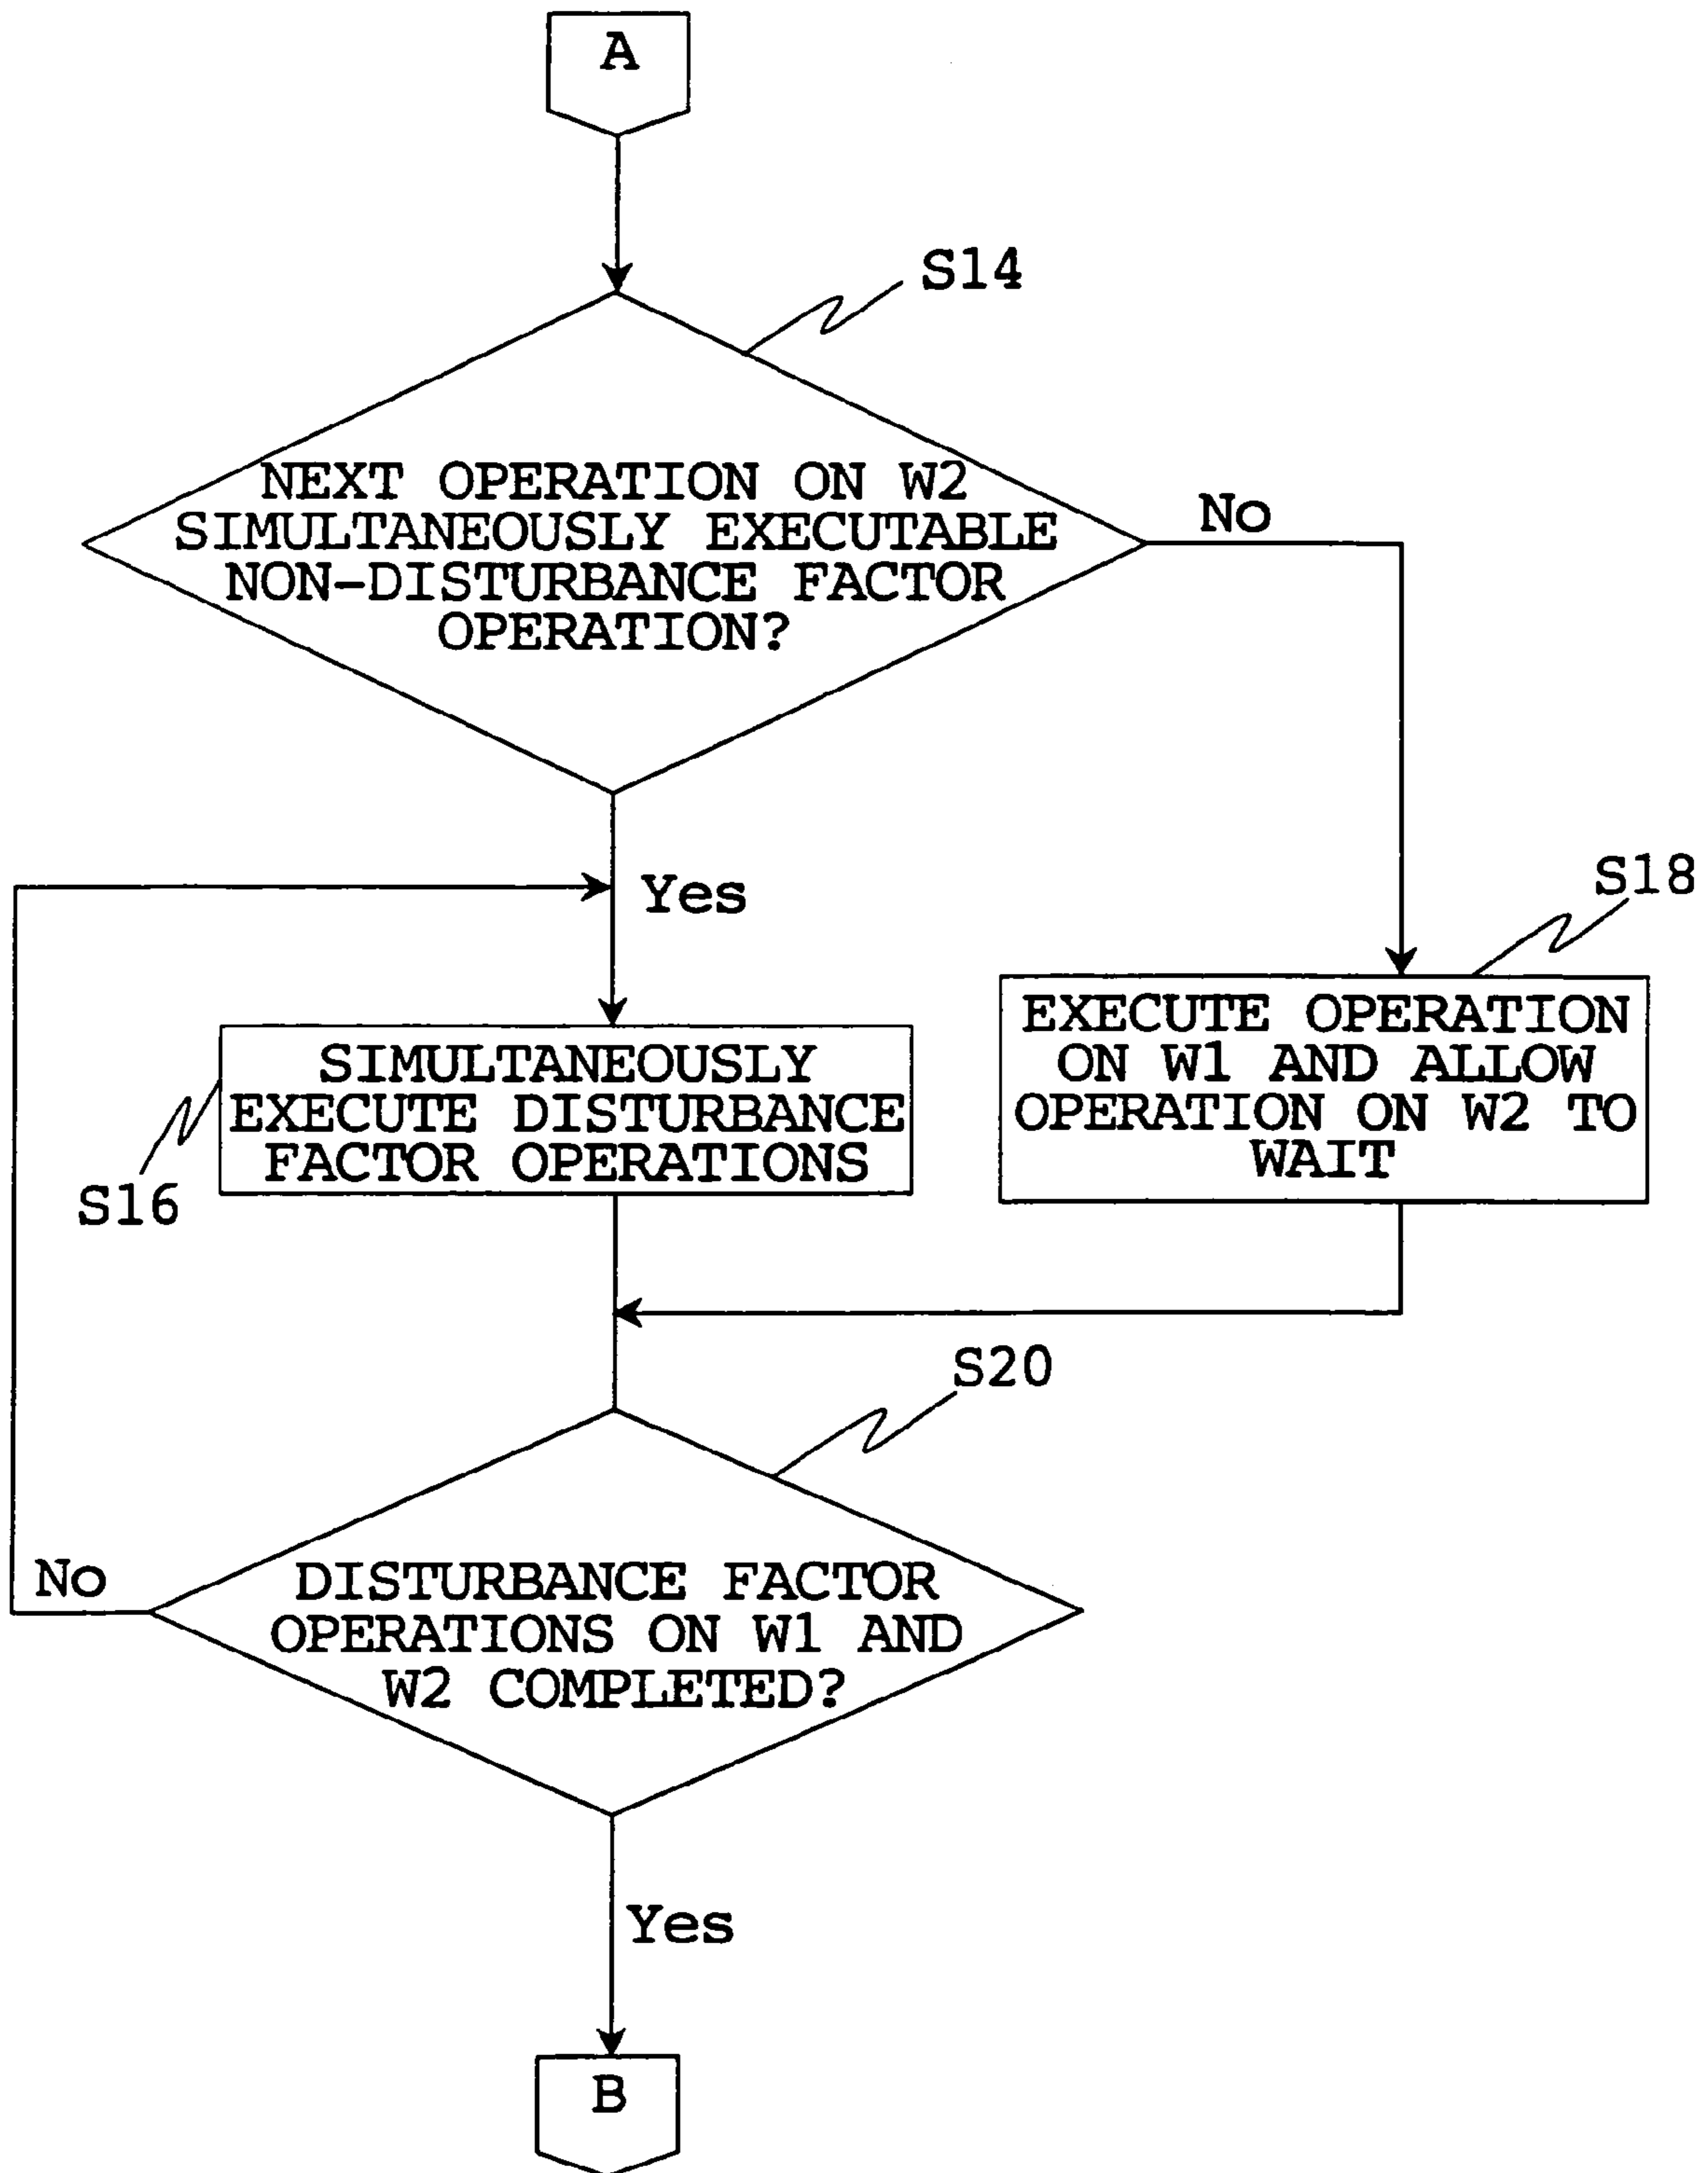 A
S14
NEXT OPERATION ON W2
SIMULTANEOUSLY EXECUTABLE
NON-DISTURBANCE FACTOR
OPERATION?
No
Yes
S18
EXECUTE OPERATION
ON W1 AND ALLOW
OPERATION ON W2 TO
WAIT
SIMULTANEOUSLY
EXECUTE DISTURBANCE
FACTOR OPERATIONS
S16
S20
No
DISTURBANCE FACTOR
OPERATIONS ON W1 AND
W2 COMPLETED?
Yes
B